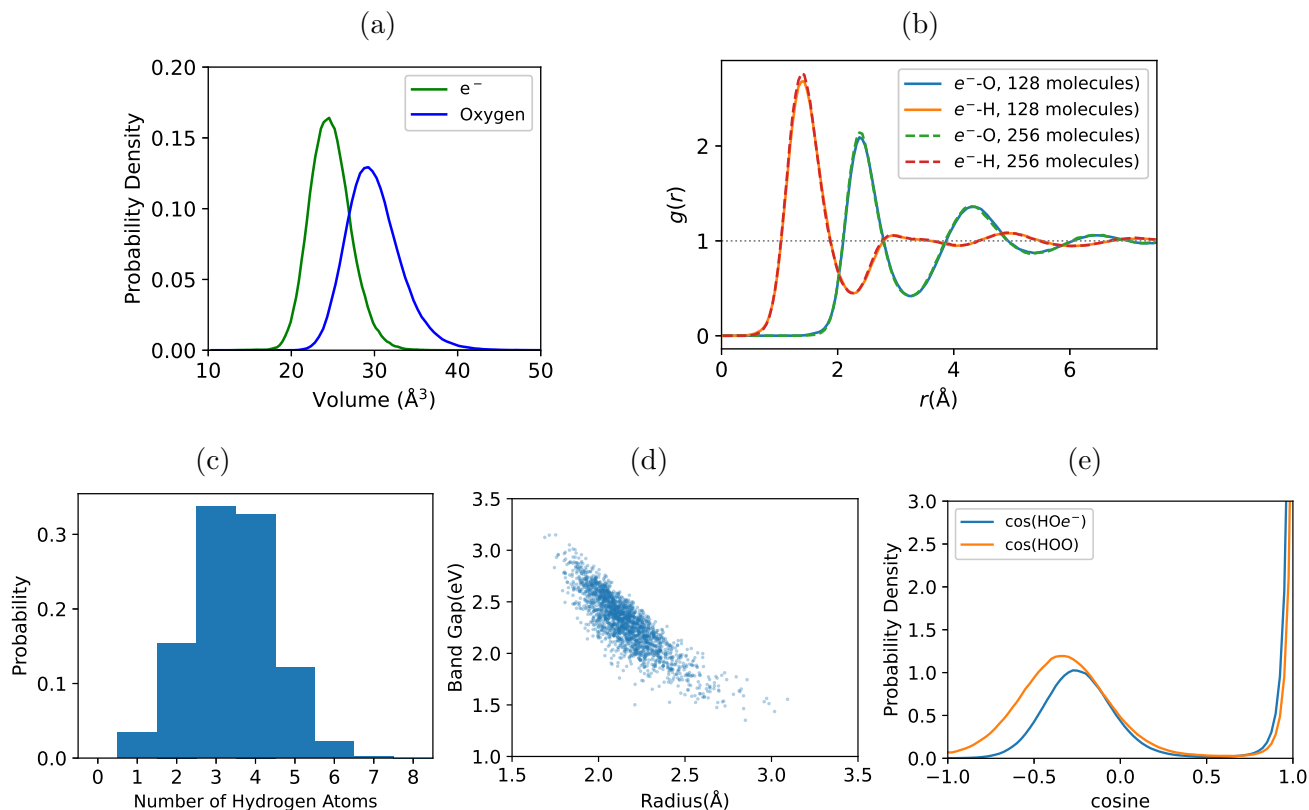 (a)
0.20
0.15
0.10
0.05
0.00
Probability Density
10 20 30 40 50
Volume (Å³)
e⁻
Oxygen
(b)
2
1
0
g(r)
0 2 4 6
r(Å)
e⁻-O, 128 molecules)
e⁻-H, 128 molecules)
e⁻-O, 256 molecules)
e⁻-H, 256 molecules)
(c)
0.3
0.2
0.1
0.0
Probability
0 1 2 3 4 5 6 7 8
Number of Hydrogen Atoms
(d)
3.5
3.0
2.5
2.0
1.5
1.0
Band Gap(eV)
1.5 2.0 2.5 3.0 3.5
Radius(Å)
(e)
3.0
2.5
2.0
1.5
1.0
0.5
0.0
Probability Density
−1.0 −0.5 0.0 0.5 1.0
cosine
cos(HOe⁻)
cos(HOO)